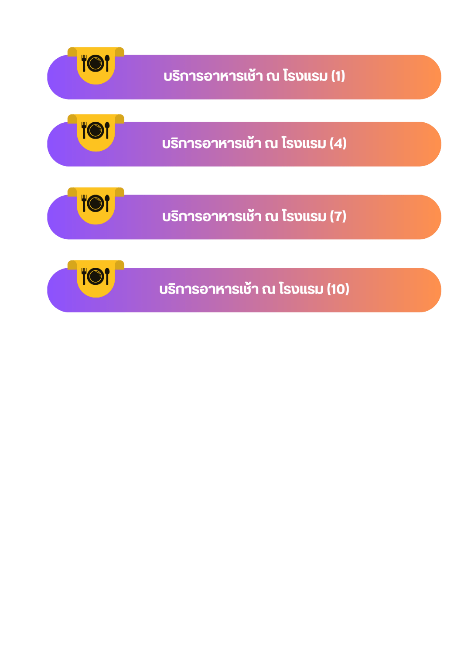 บริการอาหารเช้า ณ โรงแรม (1)
บริการอาหารเช้า ณ โรงแรม (4)
บริการอาหารเช้า ณ โรงแรม (7)
บริการอาหารเช้า ณ โรงแรม (10)